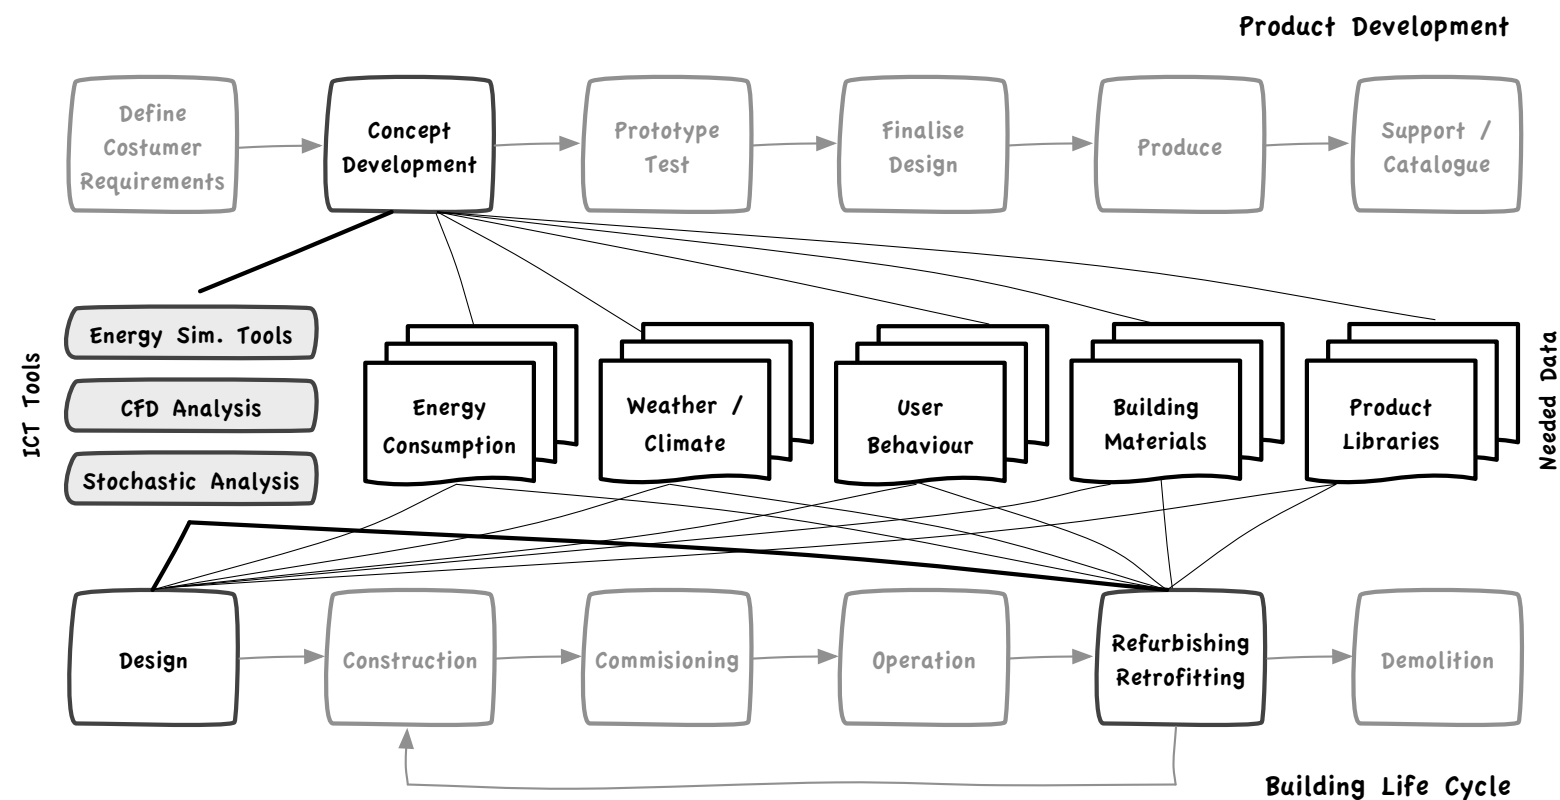 Product Development
Define
Costumer
Requirements
Concept
Development
Prototype
Test
Finalise
Design
Produce
Support /
Catalogue
ICT Tools
Energy Sim. Tools
CFD Analysis
Stochastic Analysis
Energy
Consumption
Weather /
Climate
User
Behaviour
Building
Materials
Product
Libraries
Needed Data
Design
Construction
Commisioning
Operation
Refurbishing
Retrofitting
Demolition
Building Life Cycle